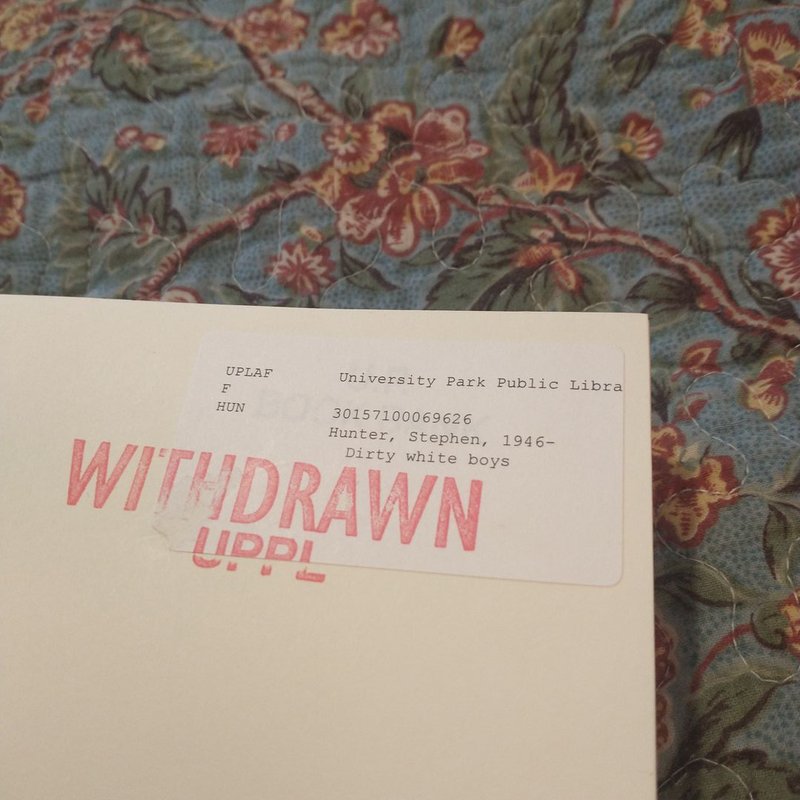 UPLAF University Park Public Libra
F
HUN 30157100069626
Hunter, Stephen, 1946-
Dirty white boys
WITHDRAWN
UPPL